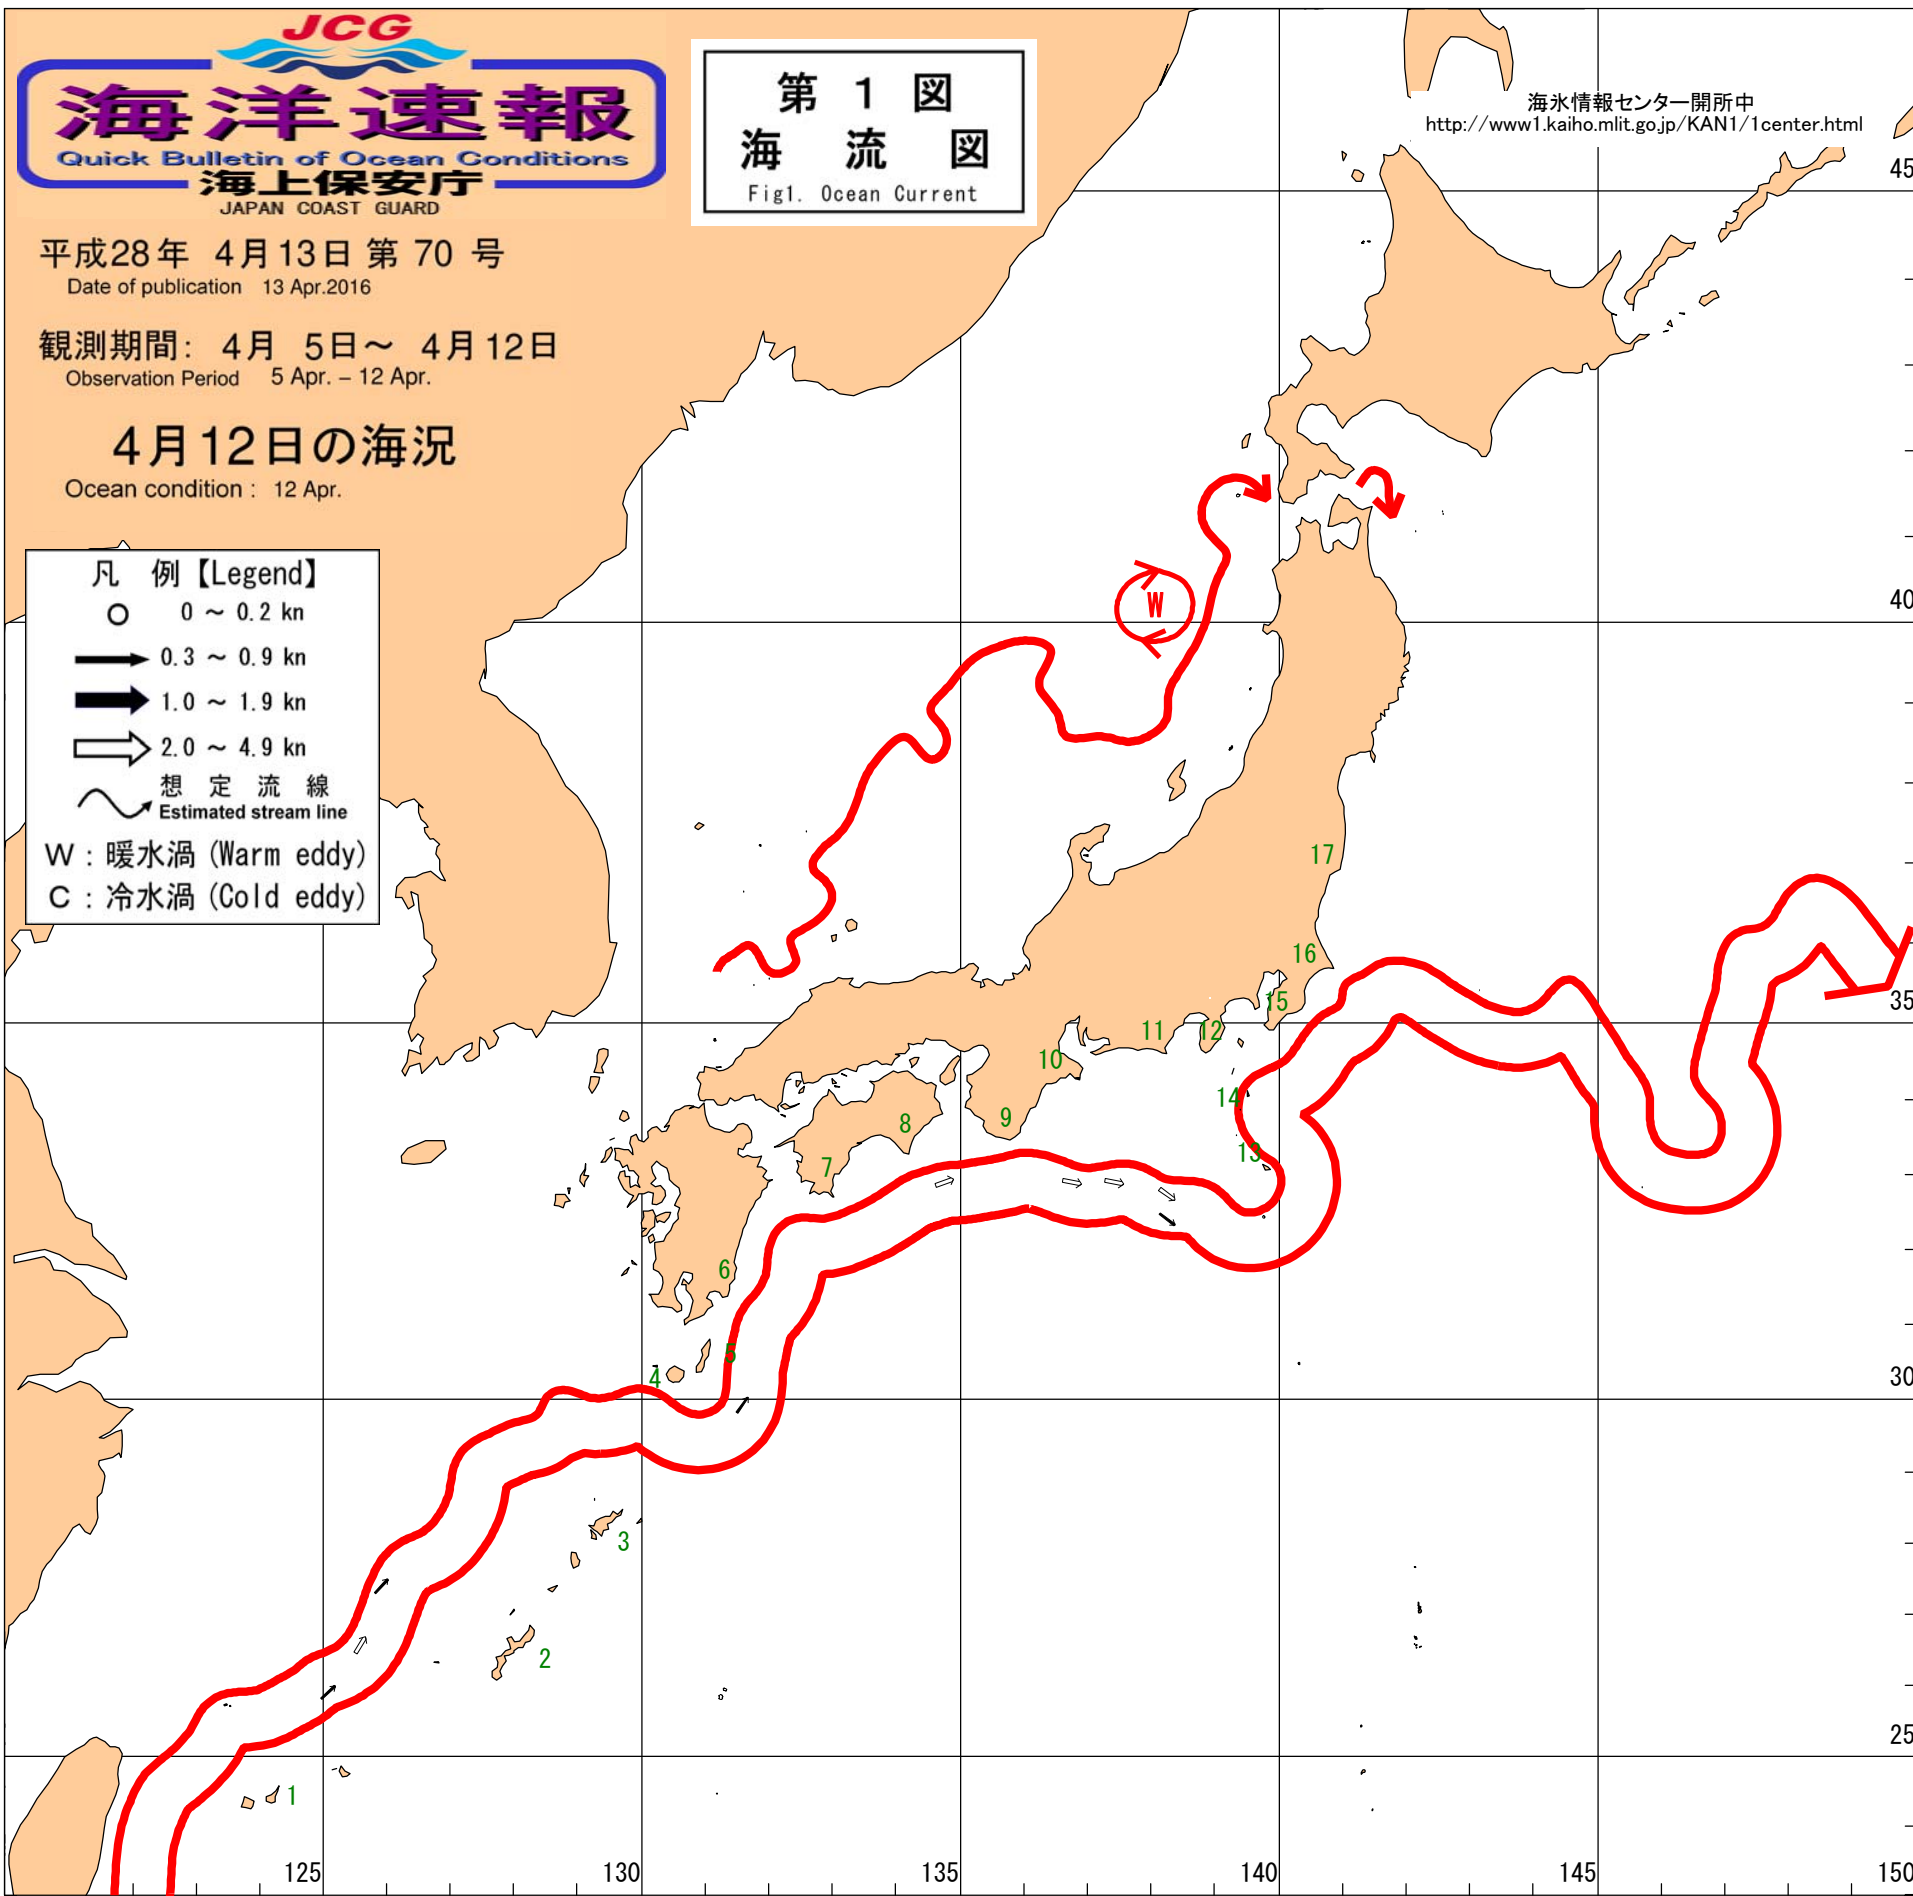 JCG
海洋速報
Quick Bulletin of Ocean Conditions
海上保安庁
JAPAN COAST GUARD
第 1 図
海 流 図
Fig1. Ocean Current
海氷情報センター開所中
http://www1.kaiho.mlit.go.jp/KAN1/1center.html
平成28年 4月13日 第 70 号
Date of publication 13 Apr.2016
観測期間: 4月 5日～ 4月12日
Observation Period 5 Apr. – 12 Apr.
4月12日の海況
Ocean condition : 12 Apr.
凡 例【Legend】
0 ～ 0.2 kn
0.3 ～ 0.9 kn
1.0 ～ 1.9 kn
2.0 ～ 4.9 kn
想 定 流 線
Estimated stream line
W : 暖水渦 (Warm eddy)
C : 冷水渦 (Cold eddy)
45
W
40
17
16
15
35
12
11
10
14
9
8
13
7
6
5
4
30
3
2
25
1
125
130
135
140
145
150